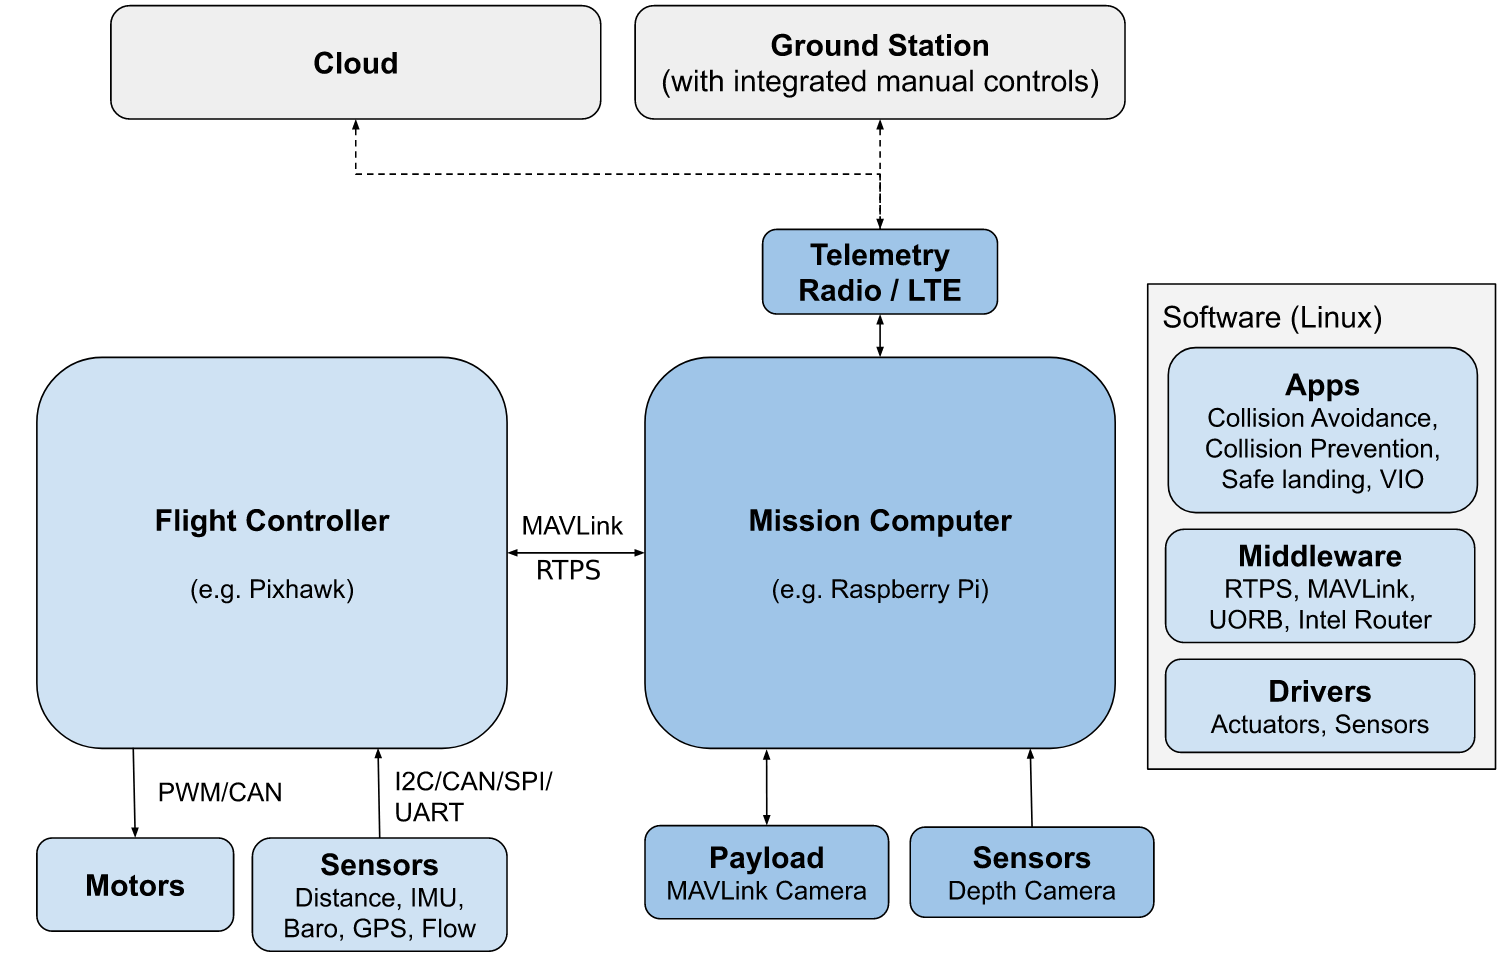 Cloud
Ground Station
(with integrated manual controls)
Telemetry
Radio / LTE
Software (Linux)
Apps
Collision Avoidance,
Collision Prevention,
Safe landing, VIO
Middleware
RTPS, MAVLink,
UORB, Intel Router
Drivers
Actuators, Sensors
Flight Controller
(e.g. Pixhawk)
MAVLink
RTPS
Mission Computer
(e.g. Raspberry Pi)
PWM/CAN
I2C/CAN/SPI/
UART
Motors
Sensors
Distance, IMU,
Baro, GPS, Flow
Payload
MAVLink Camera
Sensors
Depth Camera